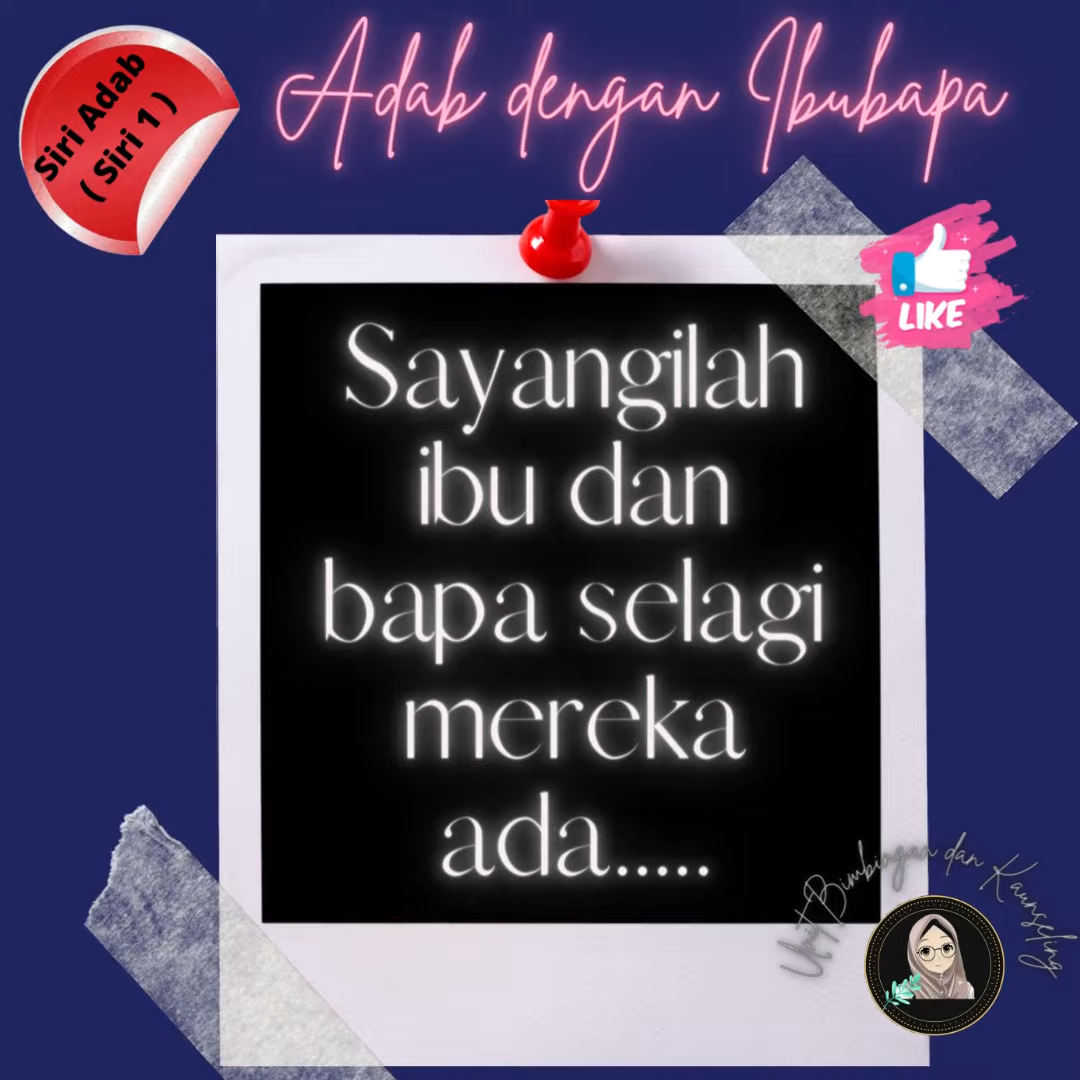 Siri Adab
( Siri 1 )
Adab dengan Ibubapa
LIKE
Sayangilah
ibu dan
bapa selagi
mereka
ada.....
Unit Bimbingan dan Kaunseling